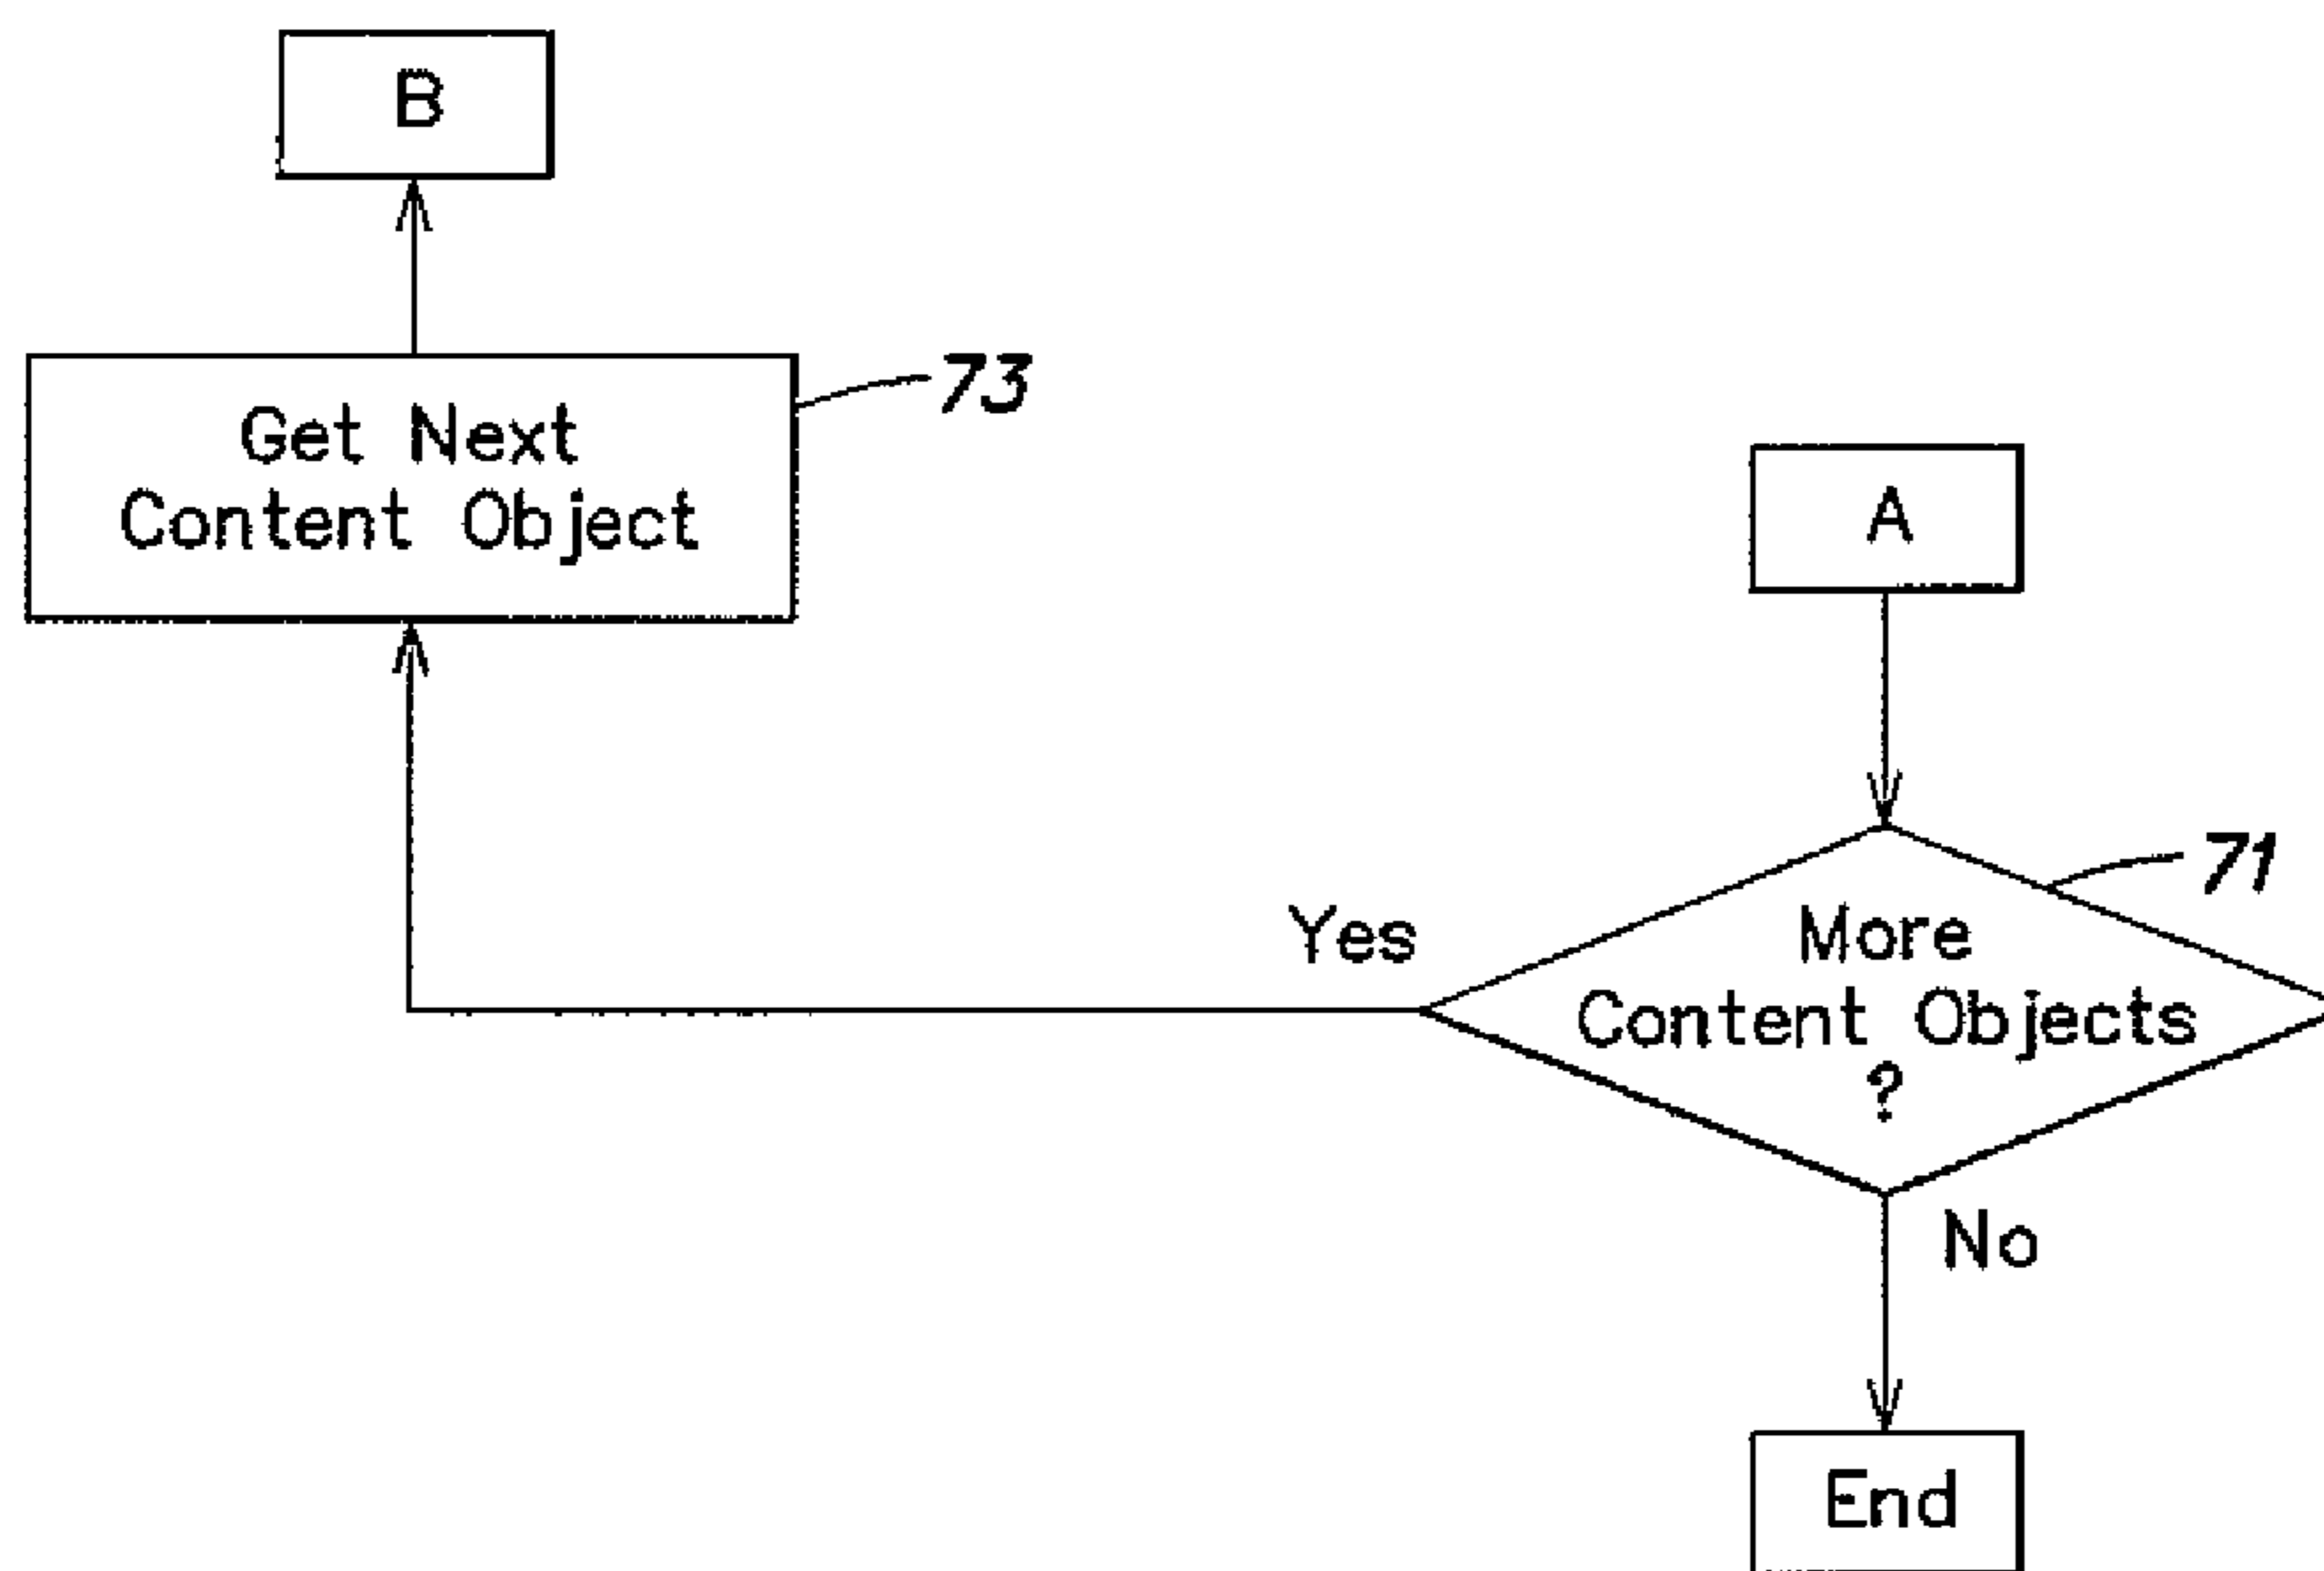 B
Get Next
Content Object
73
A
71
More
Content Objects
?
Yes
No
End